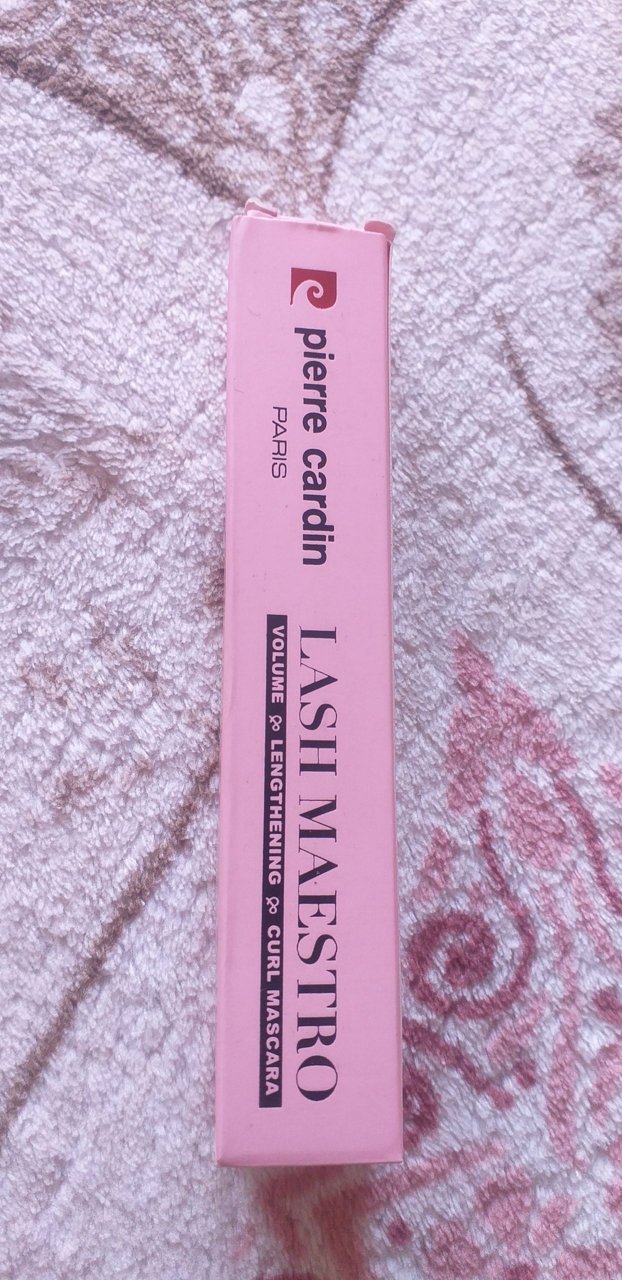 pierre cardin
PARIS
LASH MAESTRO
VOLUME & LENGTHENING & CURL MASCARA